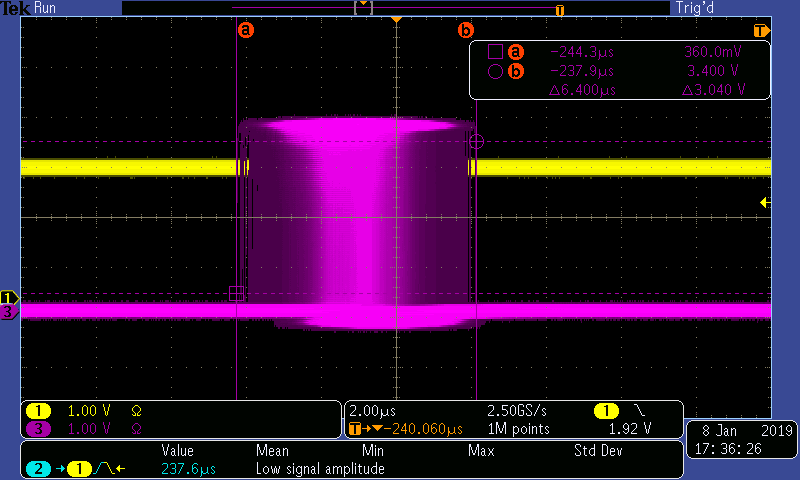 Tek Run Trig'd
[ ] T
a b T
a -244.3µs 360.0mV
b -237.9µs 3.400 V
△6.400µs △3.040 V
1
3
1 1.00 V Ω
3 1.00 V Ω
2.00µs 2.50GS/s
T→▼-240.060µs 1M points
1 \ 1.92 V
Value Mean Min Max Std Dev
2 → 1 237.6µs Low signal amplitude
8 Jan 2019
17:36:26